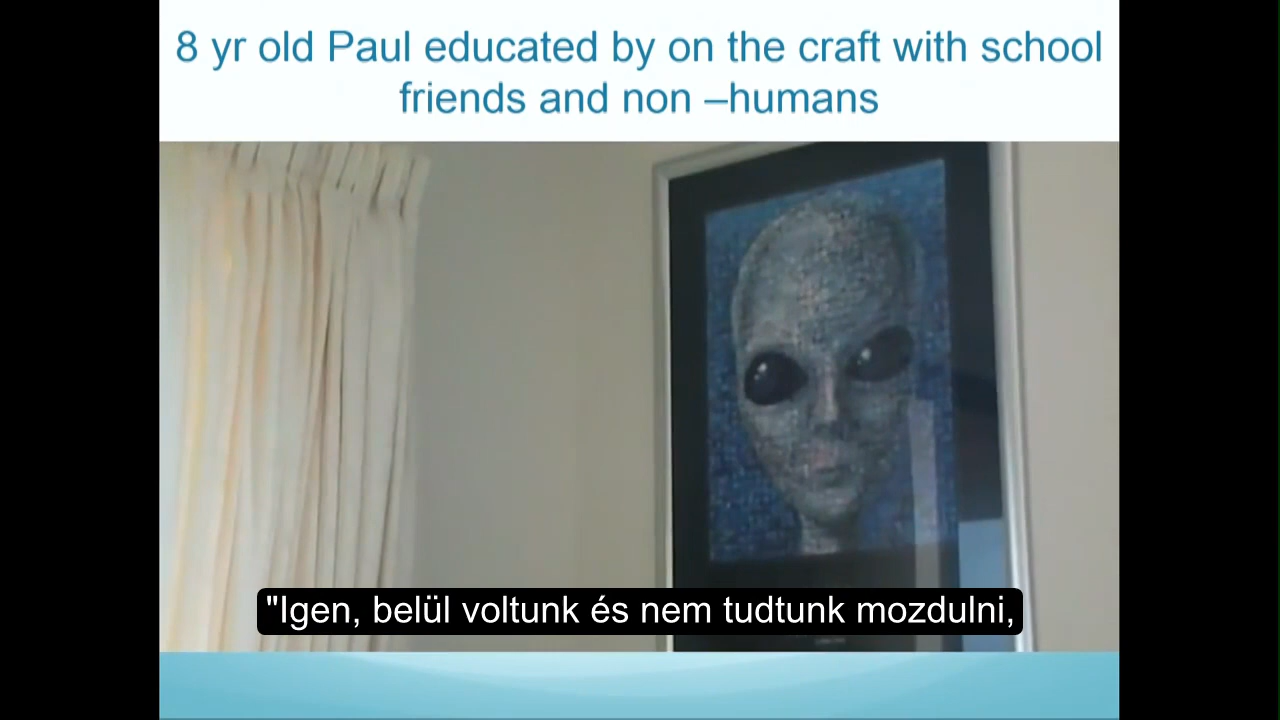 8 yr old Paul educated by on the craft with school
friends and non –humans
"Igen, belül voltunk és nem tudtunk mozdulni,